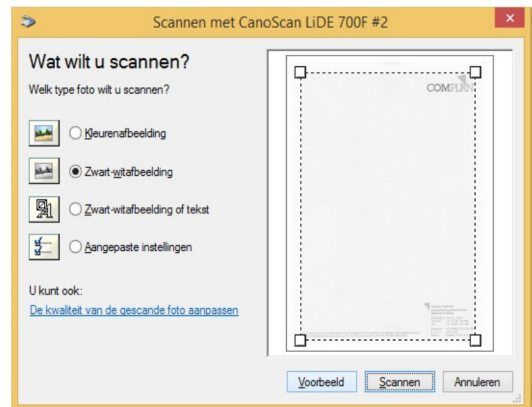 Scannen met CanoScan LiDE 700F #2
Wat wilt u scannen?
Welk type foto wilt u scannen?
Kleurenafbeelding
Zwart-witafbeelding
Zwart-witafbeelding of tekst
Aangepaste instellingen
U kunt ook:
De kwaliteit van de gescande foto aanpassen
Voorbeeld
Scannen
Annuleren